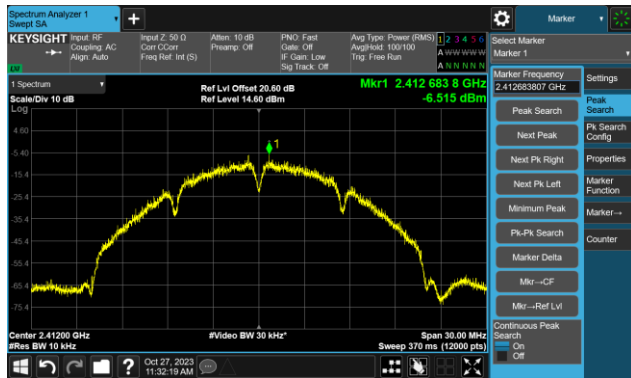 Spectrum Analyzer 1
Swept SA
+
Marker
KEYSIGHT
Input: RF
Coupling: AC
Align: Auto
Input Z: 50 Ω
Corr CCorr
Freq Ref: Int (S)
Atten: 10 dB
Preamp: Off
PNO: Fast
Gate: Off
IF Gain: Low
Sig Track: Off
Avg Type: Power (RMS)
Avg|Hold: 100/100
Trig: Free Run
1 2 3 4 5 6
A W W W W W
A N N N N N
Select Marker
Marker 1
1 Spectrum
Scale/Div 10 dB
Log
Ref Lvl Offset 20.60 dB
Ref Level 14.60 dBm
Mkr1 2.412 683 8 GHz
-6.515 dBm
4.60
-5.40
-15.4
-25.4
-35.4
-45.4
-55.4
-65.4
-75.4
1
Center 2.41200 GHz
#Res BW 10 kHz
#Video BW 30 kHz*
Span 30.00 MHz
Sweep 370 ms (12000 pts)
Marker Frequency
2.412683807 GHz
Peak Search
Next Peak
Next Pk Right
Next Pk Left
Minimum Peak
Pk-Pk Search
Marker Delta
Mkr→CF
Mkr→Ref Lvl
Continuous Peak
Search
On
Off
Settings
Peak
Search
Pk Search
Config
Properties
Marker
Function
Marker→
Counter
?
Oct 27, 2023
11:32:19 AM